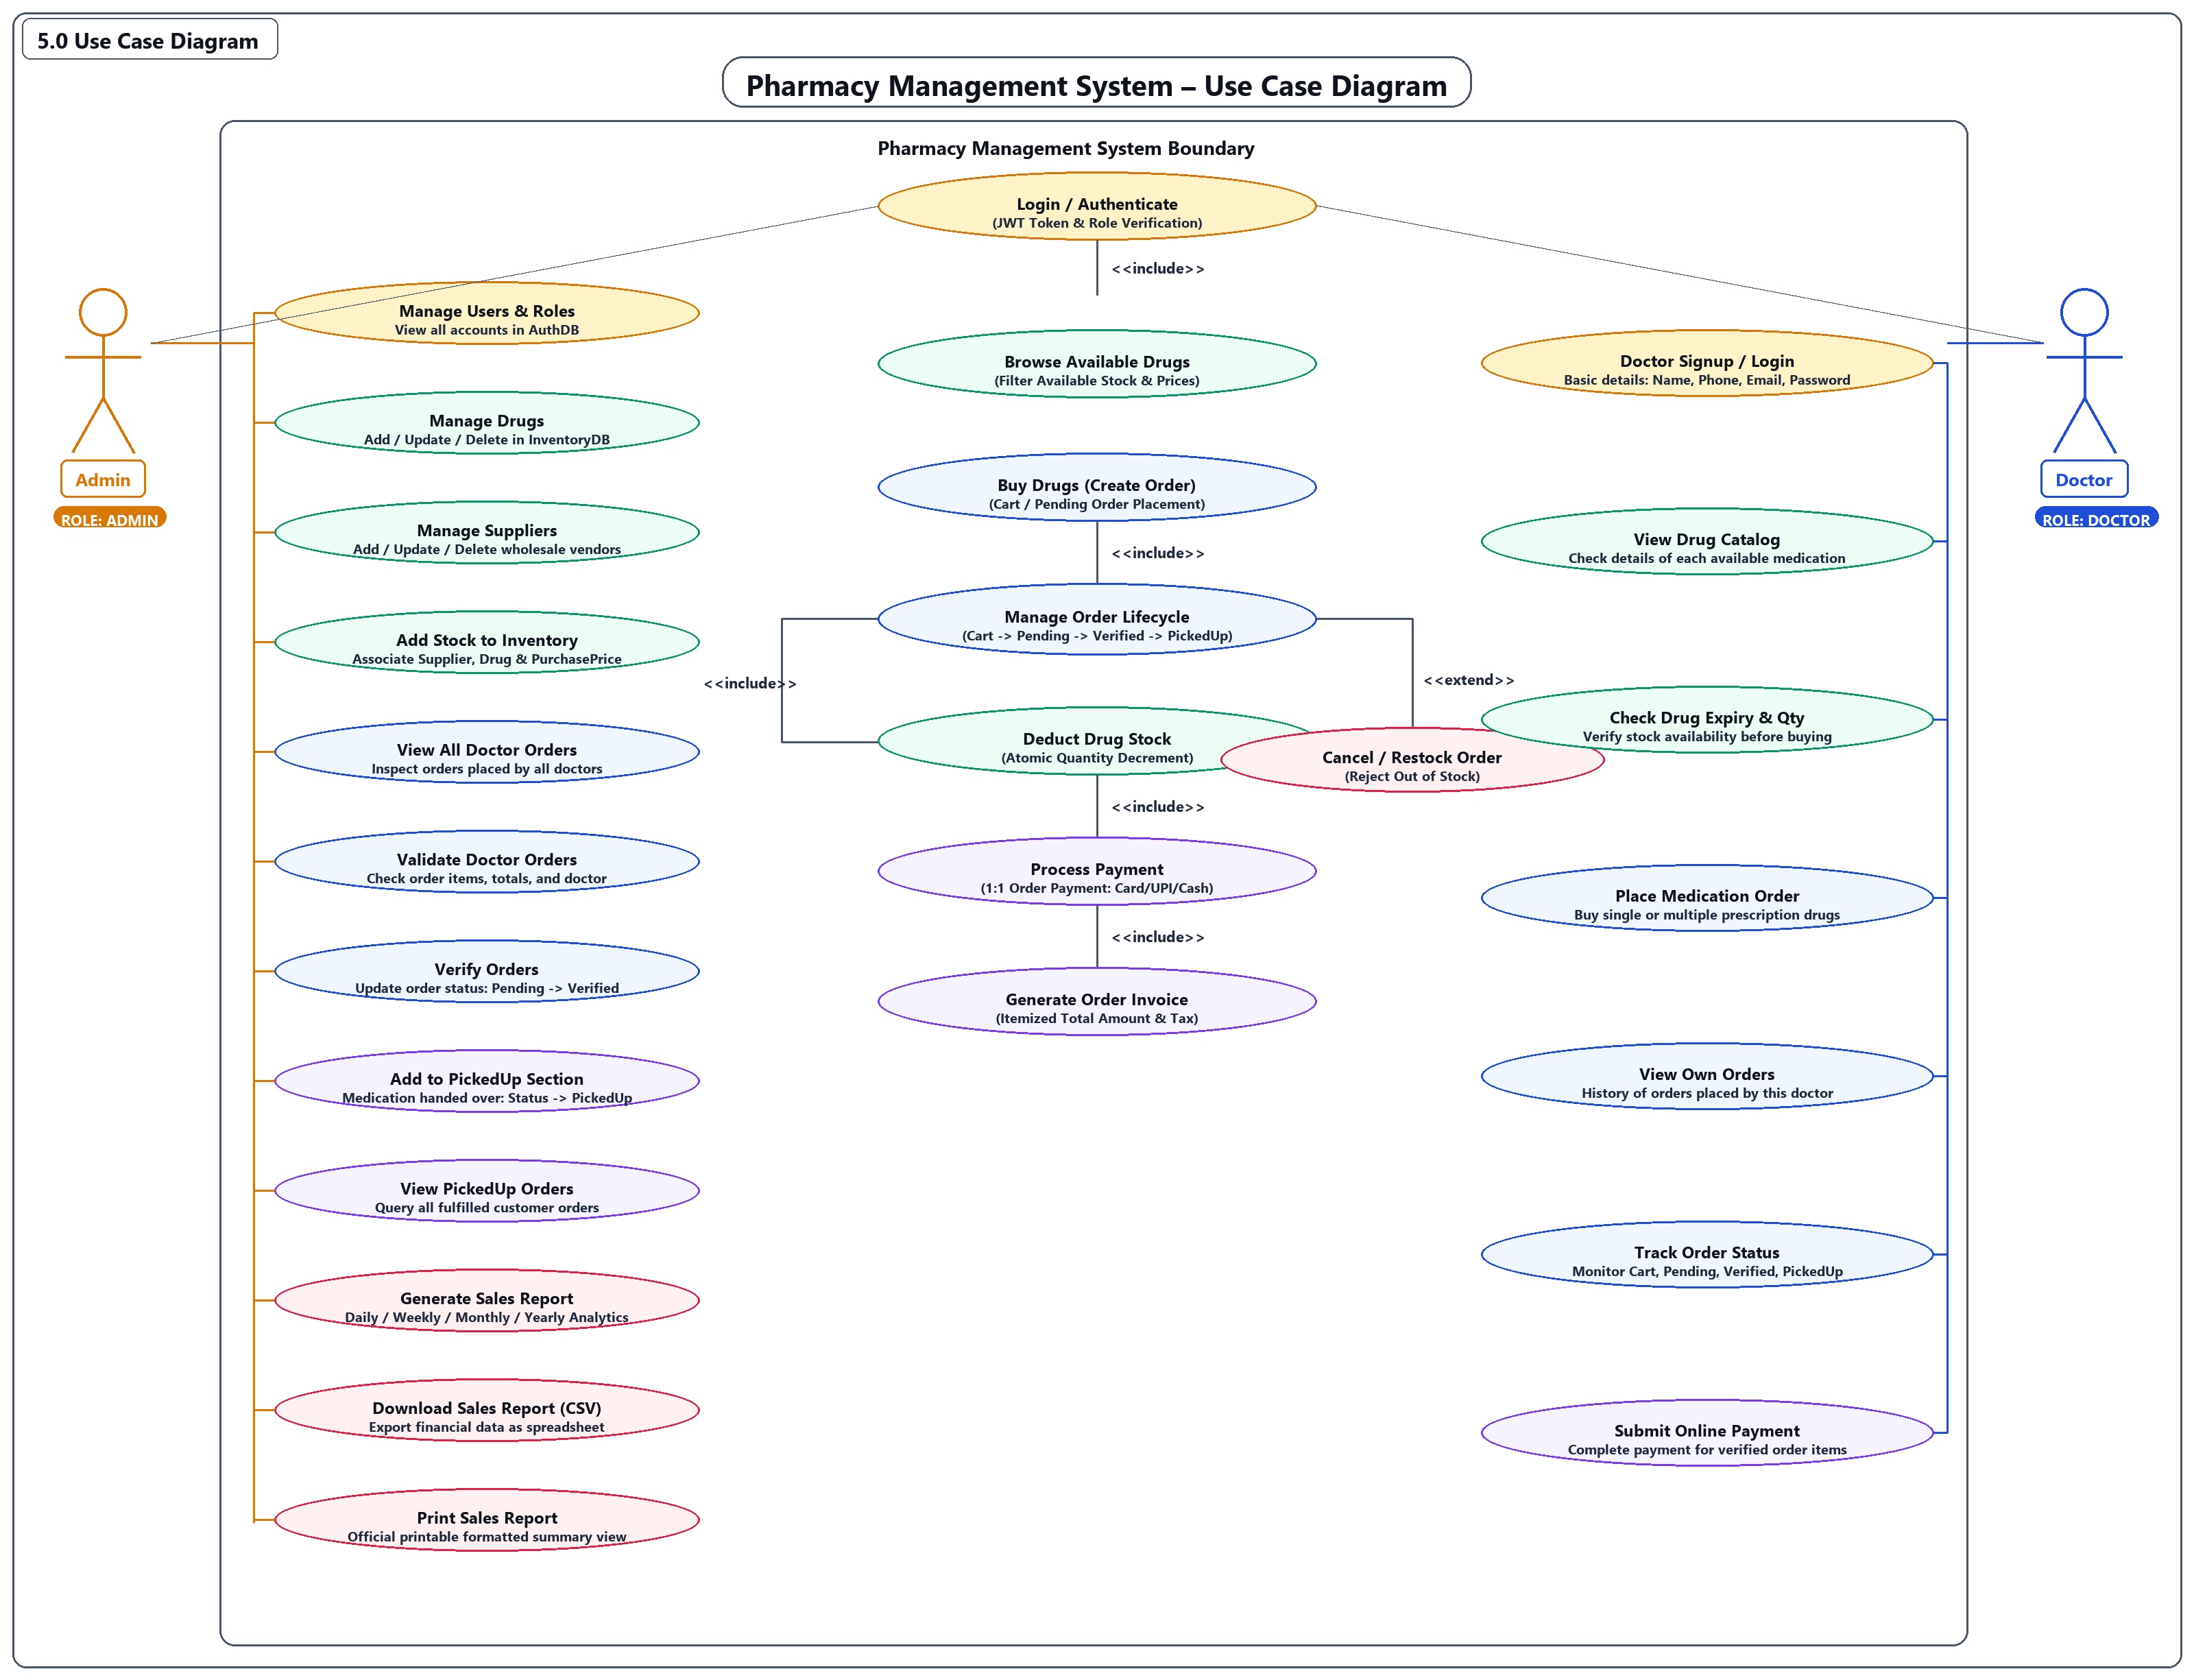 5.0 Use Case Diagram
Pharmacy Management System – Use Case Diagram
Pharmacy Management System Boundary
Admin
ROLE: ADMIN
Manage Users & Roles
View all accounts in AuthDB
Manage Drugs
Add / Update / Delete in InventoryDB
Manage Suppliers
Add / Update / Delete wholesale vendors
Add Stock to Inventory
Associate Supplier, Drug & PurchasePrice
View All Doctor Orders
Inspect orders placed by all doctors
Validate Doctor Orders
Check order items, totals, and doctor
Verify Orders
Update order status: Pending -> Verified
Add to PickedUp Section
Medication handed over: Status -> PickedUp
View PickedUp Orders
Query all fulfilled customer orders
Generate Sales Report
Daily / Weekly / Monthly / Yearly Analytics
Download Sales Report (CSV)
Export financial data as spreadsheet
Print Sales Report
Official printable formatted summary view
Login / Authenticate
(JWT Token & Role Verification)
<<include>>
Browse Available Drugs
(Filter Available Stock & Prices)
Buy Drugs (Create Order)
(Cart / Pending Order Placement)
<<include>>
Manage Order Lifecycle
(Cart -> Pending -> Verified -> PickedUp)
<<include>>
<<extend>>
Deduct Drug Stock
(Atomic Quantity Decrement)
Cancel / Restock Order
(Reject Out of Stock)
<<include>>
Process Payment
(1:1 Order Payment: Card/UPI/Cash)
<<include>>
Generate Order Invoice
(Itemized Total Amount & Tax)
Doctor Signup / Login
Basic details: Name, Phone, Email, Password
View Drug Catalog
Check details of each available medication
Check Drug Expiry & Qty
Verify stock availability before buying
Place Medication Order
Buy single or multiple prescription drugs
View Own Orders
History of orders placed by this doctor
Track Order Status
Monitor Cart, Pending, Verified, PickedUp
Submit Online Payment
Complete payment for verified order items
Doctor
ROLE: DOCTOR